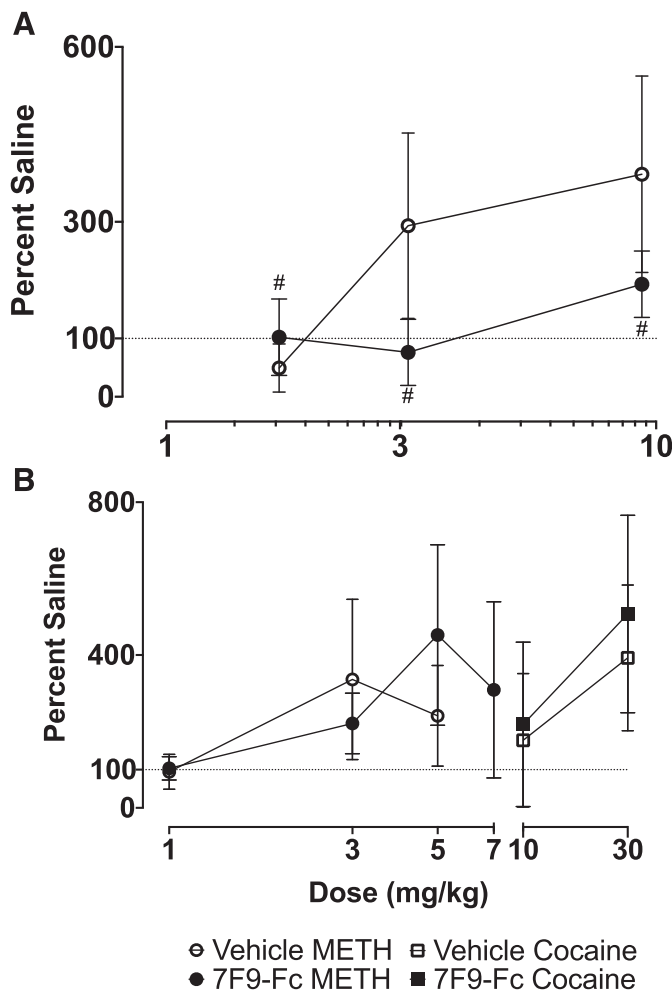 A
600
300
100
0
Percent Saline
#
#
#
1 3 10
B
800
400
100
0
Percent Saline
1 3 5 7 10 30
Dose (mg/kg)
Vehicle METH Vehicle Cocaine
7F9-Fc METH 7F9-Fc Cocaine